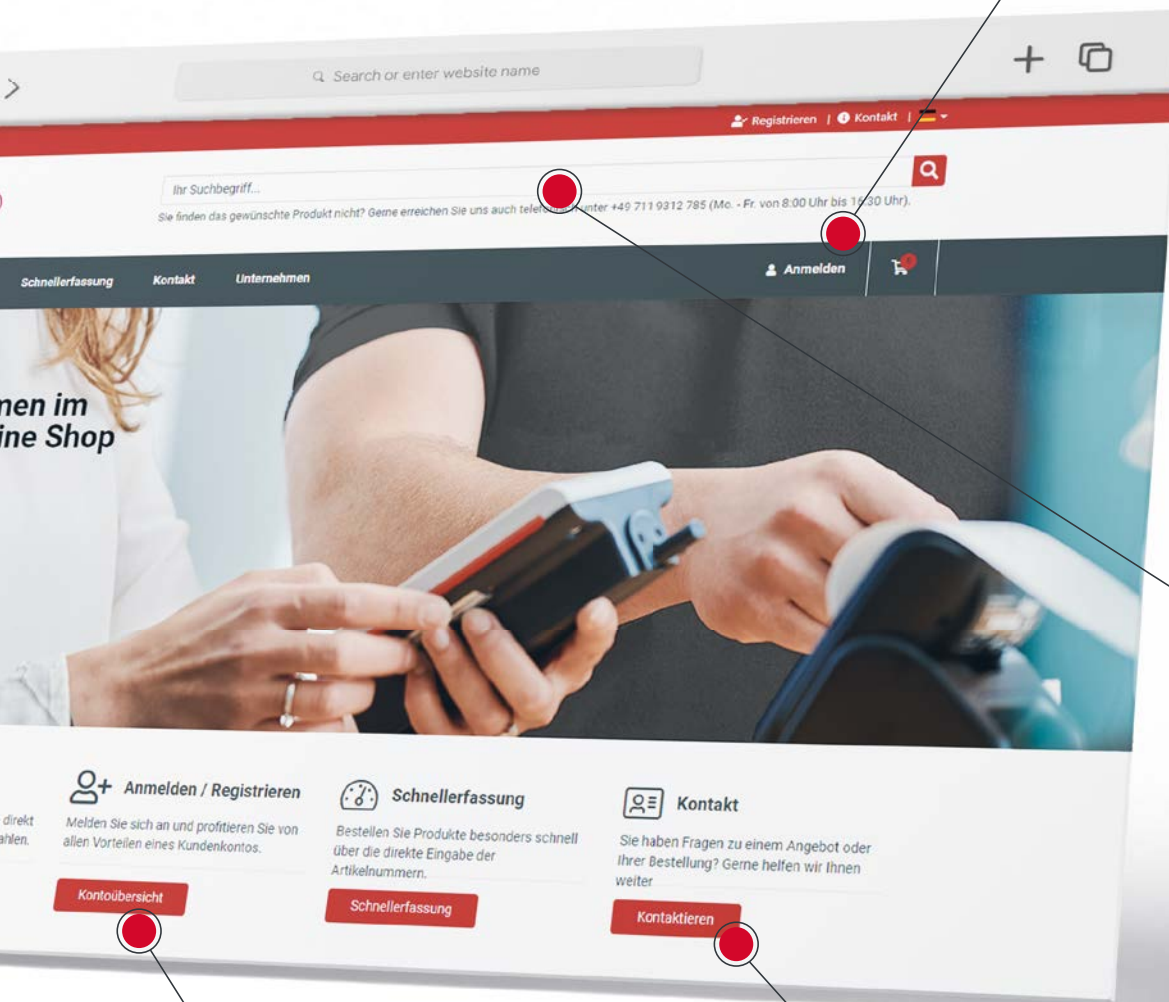 Search or enter website name
Registrieren | Kontakt |
Ihr Suchbegriff...
Sie finden das gewünschte Produkt nicht? Gerne erreichen Sie uns auch telefonisch unter +49 711 9312 785 (Mo. - Fr. von 8:00 Uhr bis 16:30 Uhr).
Schnellerfassung Kontakt Unternehmen Anmelden
men im
ine Shop
Anmelden / Registrieren
Melden Sie sich an und profitieren Sie von
allen Vorteilen eines Kundenkontos.
Kontoübersicht
direkt
ahlen.
Schnellerfassung
Bestellen Sie Produkte besonders schnell
über die direkte Eingabe der
Artikelnummern.
Schnellerfassung
Kontakt
Sie haben Fragen zu einem Angebot oder
Ihrer Bestellung? Gerne helfen wir Ihnen
weiter
Kontaktieren